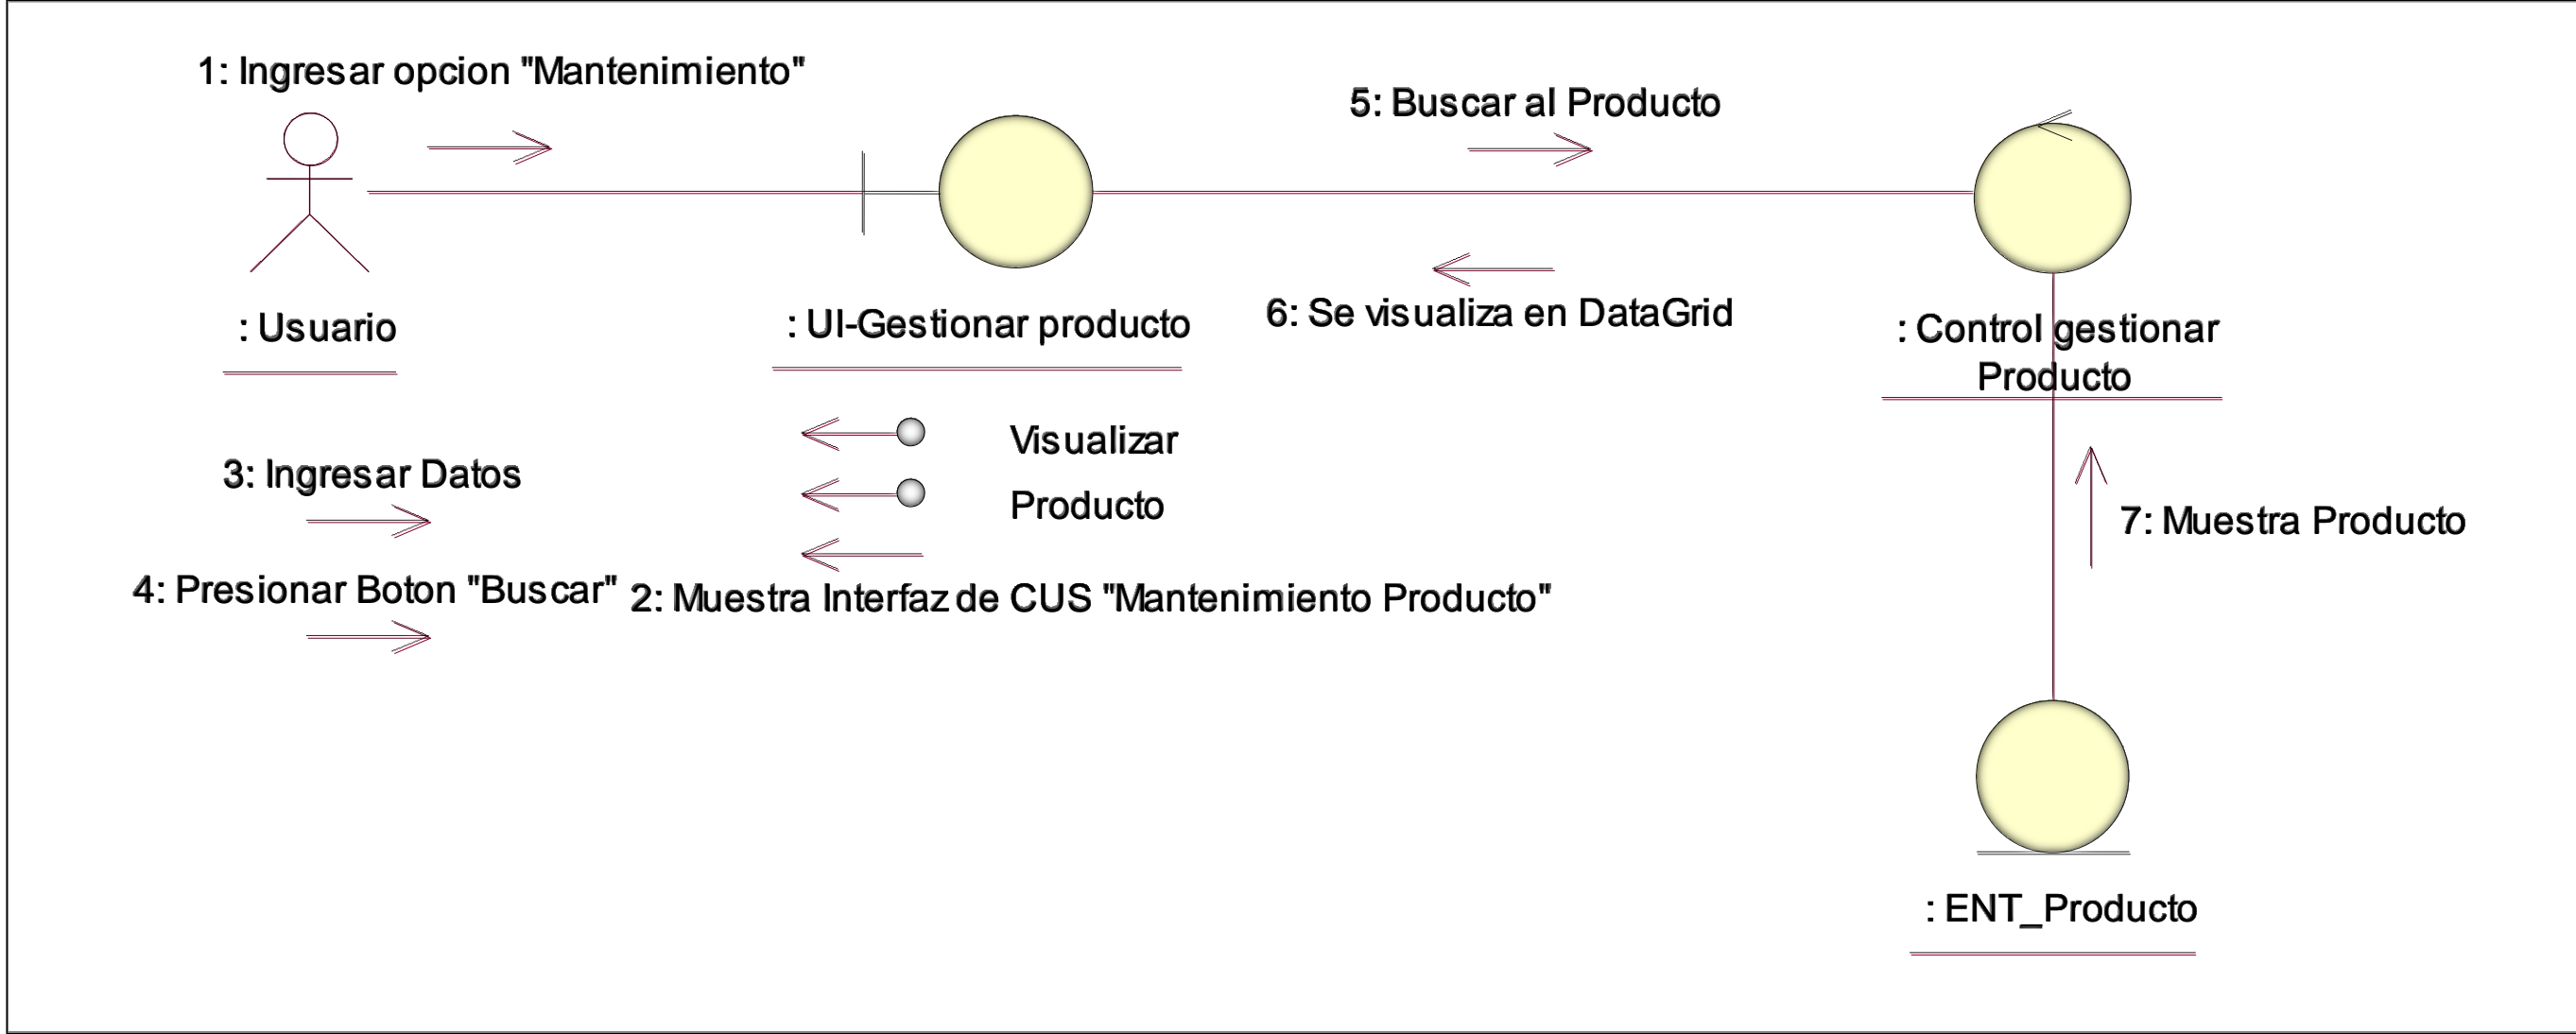 1: Ingresar opcion "Mantenimiento"
5: Buscar al Producto
: Usuario
: UI-Gestionar producto
6: Se visualiza en DataGrid
: Control gestionar
Producto
3: Ingresar Datos
Visualizar
Producto
7: Muestra Producto
4: Presionar Boton "Buscar"
2: Muestra Interfaz de CUS "Mantenimiento Producto"
: ENT_Producto